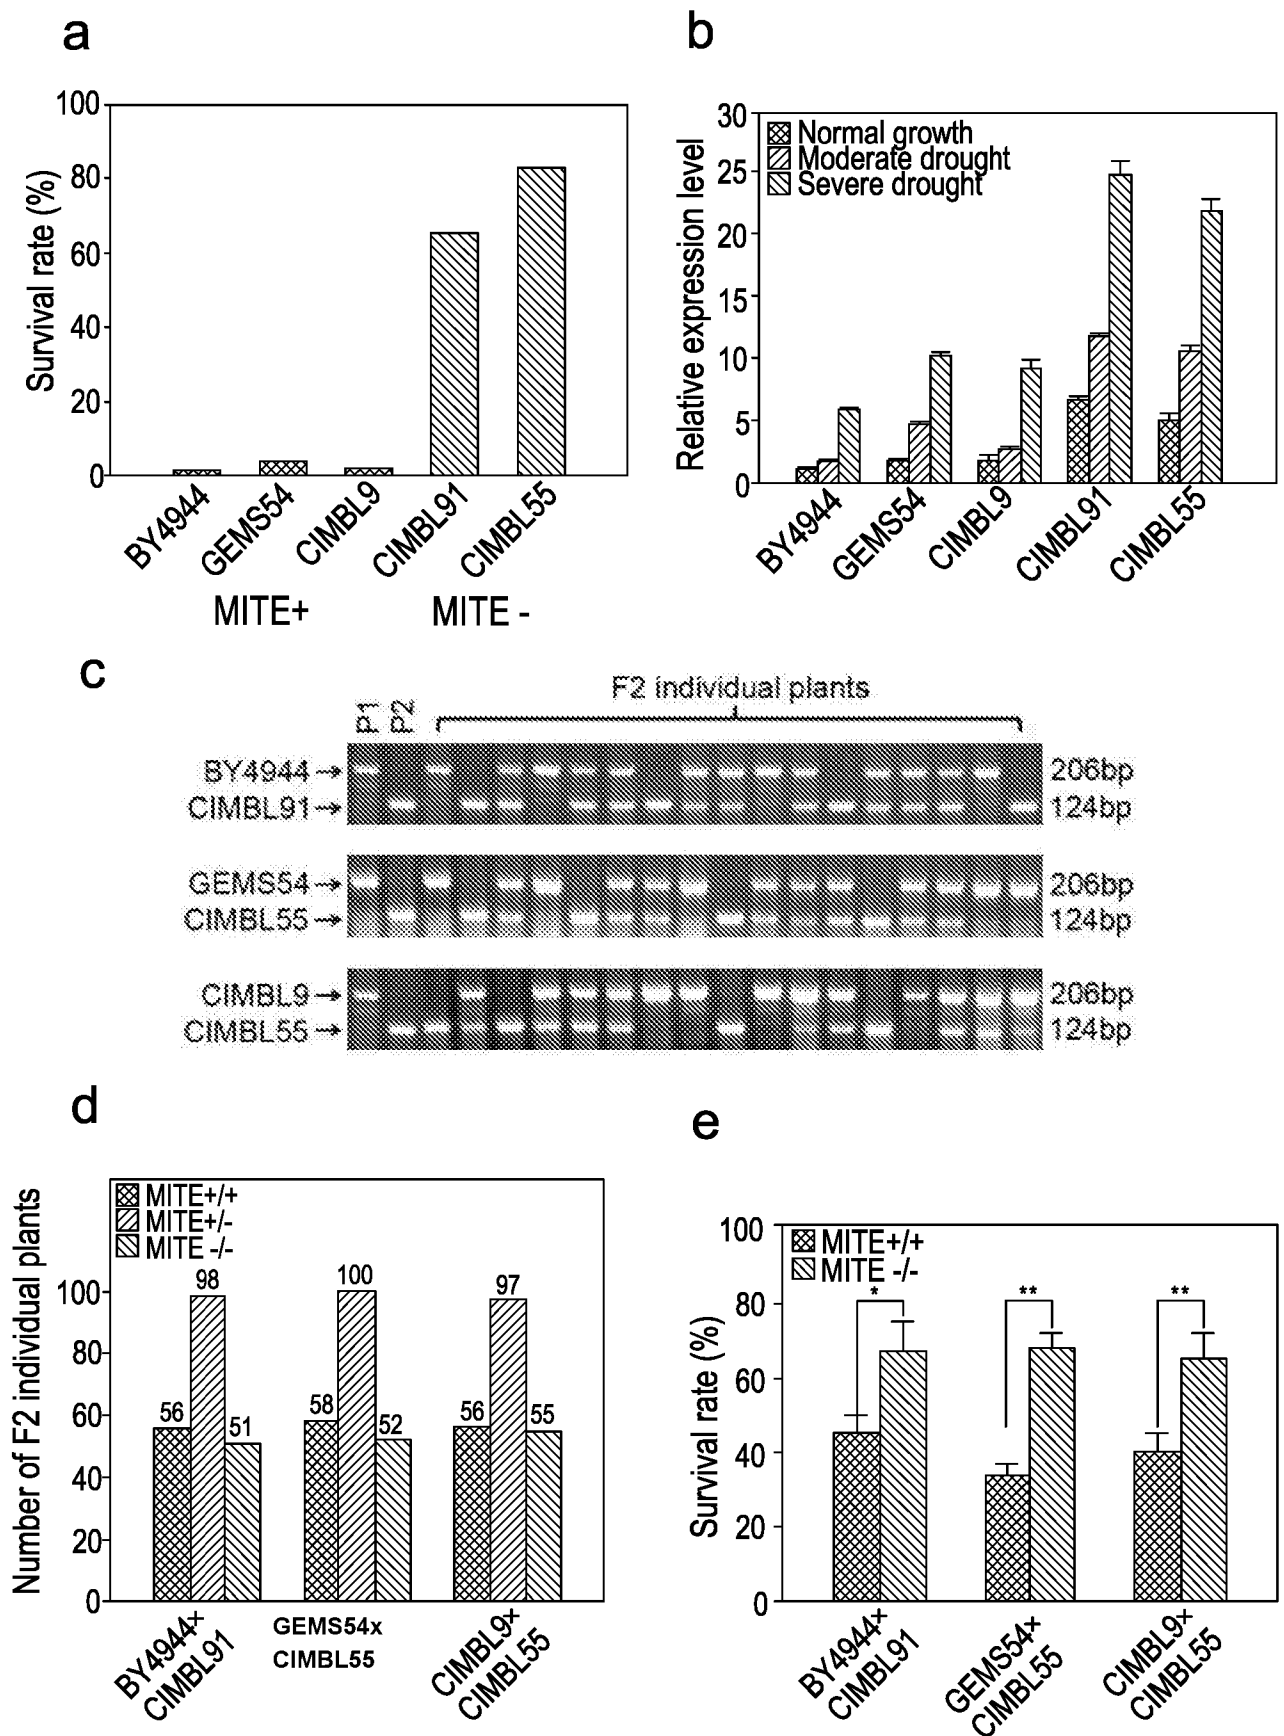 a
100
80
60
40
20
0
Survival rate (%)
BY4944
GEMS54
CIMBL9
CIMBL91
CIMBL55
MITE+
MITE -
b
30
25
20
15
10
5
0
Relative expression level
Normal growth
Moderate drought
Severe drought
BY4944
GEMS54
CIMBL9
CIMBL91
CIMBL55
c
F2 individual plants
P1
P2
BY4944
206bp
CIMBL91
124bp
GEMS54
206bp
CIMBL55
124bp
CIMBL9
206bp
CIMBL55
124bp
d
Number of F2 individual plants
MITE+/+
MITE+/-
MITE -/-
100
80
60
40
20
0
56
98
51
58
100
52
56
97
55
BY4944×
CIMBL91
GEMS54x
CIMBL55
CIMBL9×
CIMBL55
e
Survival rate (%)
100
80
60
40
20
0
MITE+/+
MITE -/-
*
**
**
BY4944×
CIMBL91
GEMS54×
CIMBL55
CIMBL9×
CIMBL55